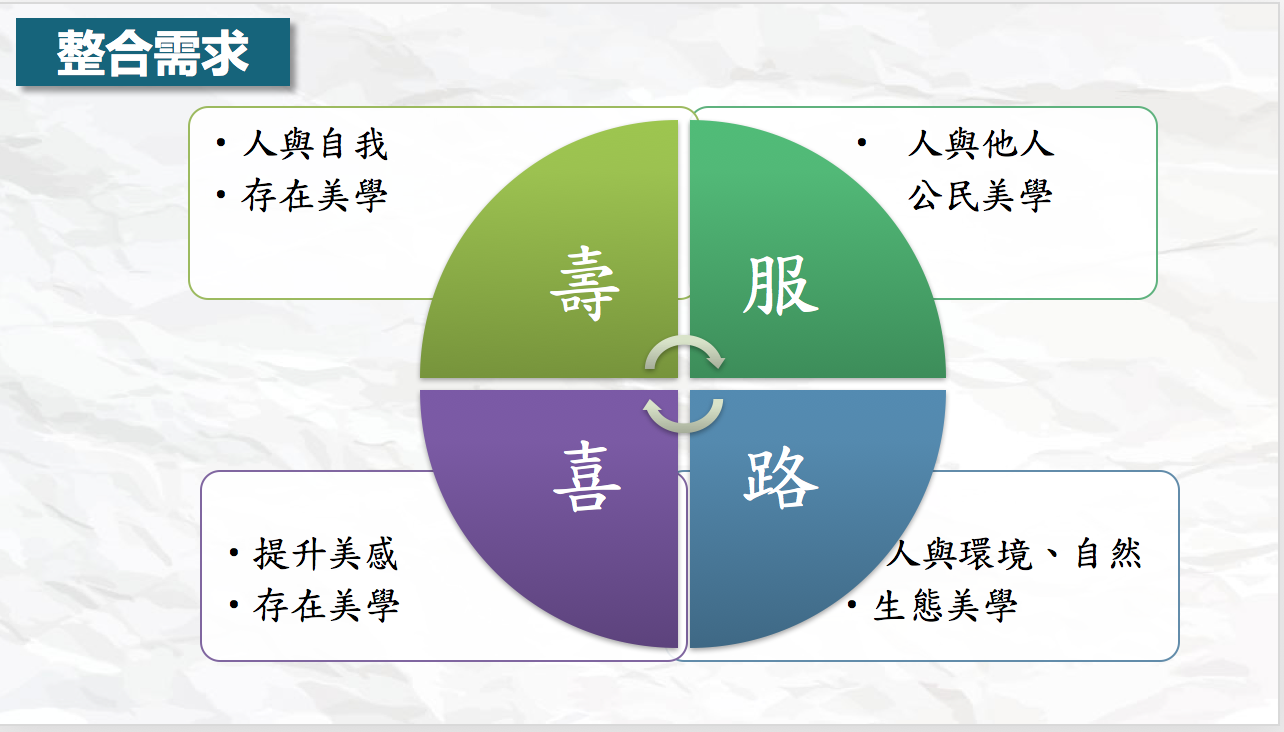 整合需求
• 人與自我
• 存在美學
• 人與他人
公民美學
壽
服
喜
路
• 提升美感
• 存在美學
人與環境、自然
• 生態美學